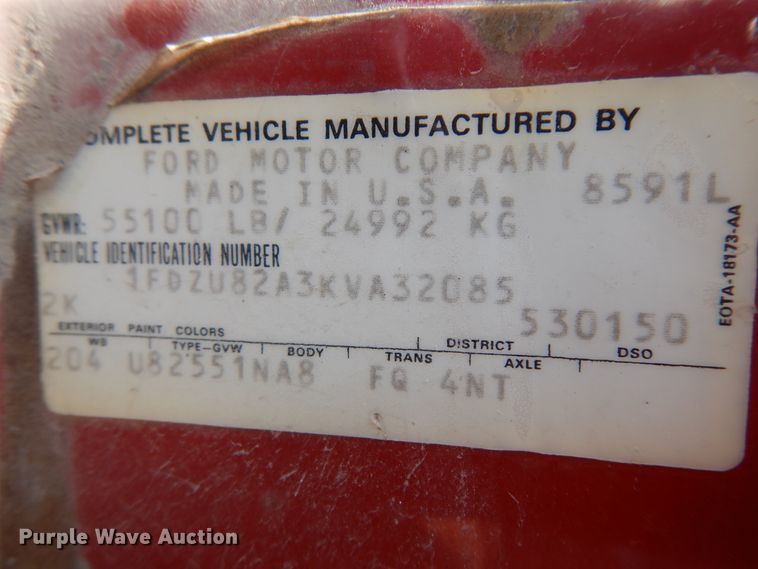 OMPLETE VEHICLE MANUFACTURED BY
FORD MOTOR COMPANY
MADE IN U.S.A. 8591L
GVWR: 55100 LB/ 24992 KG
VEHICLE IDENTIFICATION NUMBER
1FDZU82A3KVA32085
2K 530150
EXTERIOR PAINT COLORS DISTRICT DSO
WB TYPE-GVW BODY TRANS AXLE
204 U82551NA8 FQ 4NT
EOTA-18173-AA
Purple Wave Auction